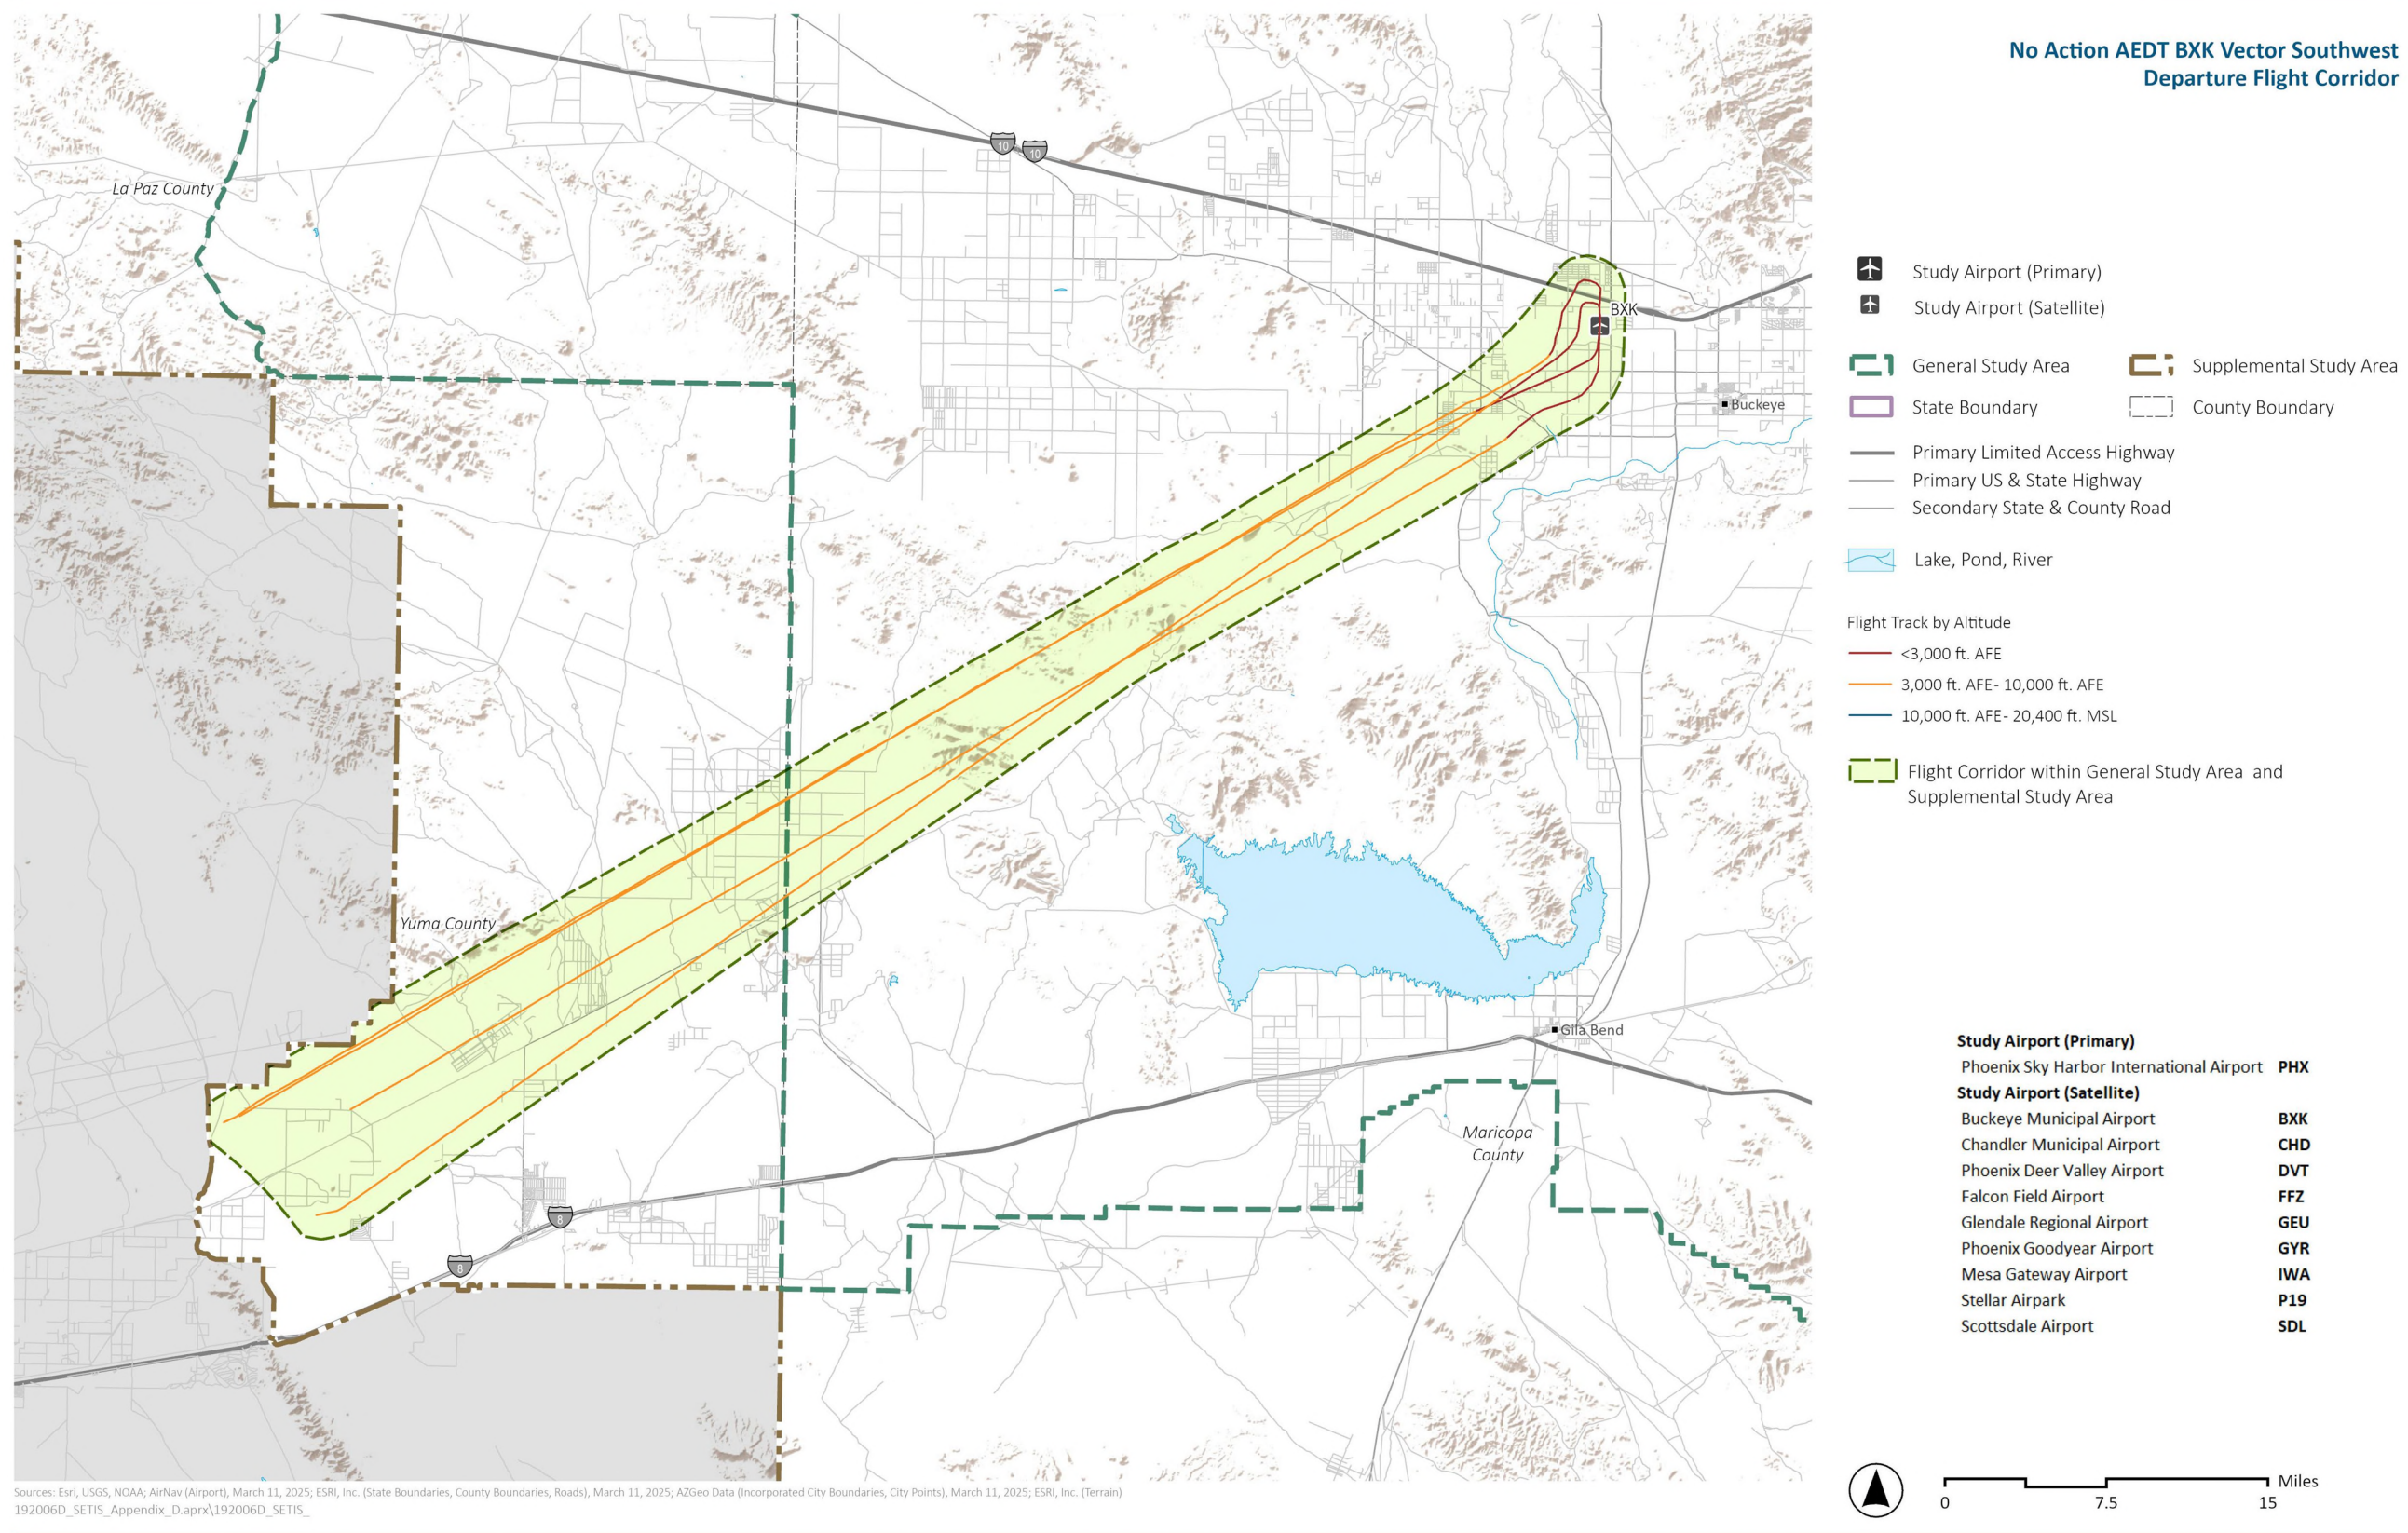 No Action AEDT BXK Vector Southwest
Departure Flight Corridor
10
10
La Paz County
BXK
Buckeye
Yuma County
Gila Bend
Maricopa
County
8
8
Study Airport (Primary)
Study Airport (Satellite)
General Study Area
Supplemental Study Area
State Boundary
County Boundary
Primary Limited Access Highway
Primary US & State Highway
Secondary State & County Road
Lake, Pond, River
Flight Track by Altitude
<3,000 ft. AFE
3,000 ft. AFE- 10,000 ft. AFE
10,000 ft. AFE- 20,400 ft. MSL
Flight Corridor within General Study Area and
Supplemental Study Area
Study Airport (Primary)
Phoenix Sky Harbor International Airport PHX
Study Airport (Satellite)
Buckeye Municipal Airport BXK
Chandler Municipal Airport CHD
Phoenix Deer Valley Airport DVT
Falcon Field Airport FFZ
Glendale Regional Airport GEU
Phoenix Goodyear Airport GYR
Mesa Gateway Airport IWA
Stellar Airpark P19
Scottsdale Airport SDL
Miles
0 7.5 15
Sources: Esri, USGS, NOAA; AirNav (Airport), March 11, 2025; ESRI, Inc. (State Boundaries, County Boundaries, Roads), March 11, 2025; AZGeo Data (Incorporated City Boundaries, City Points), March 11, 2025; ESRI, Inc. (Terrain)
192006D_SETIS_Appendix_D.aprx\192006D_SETIS_